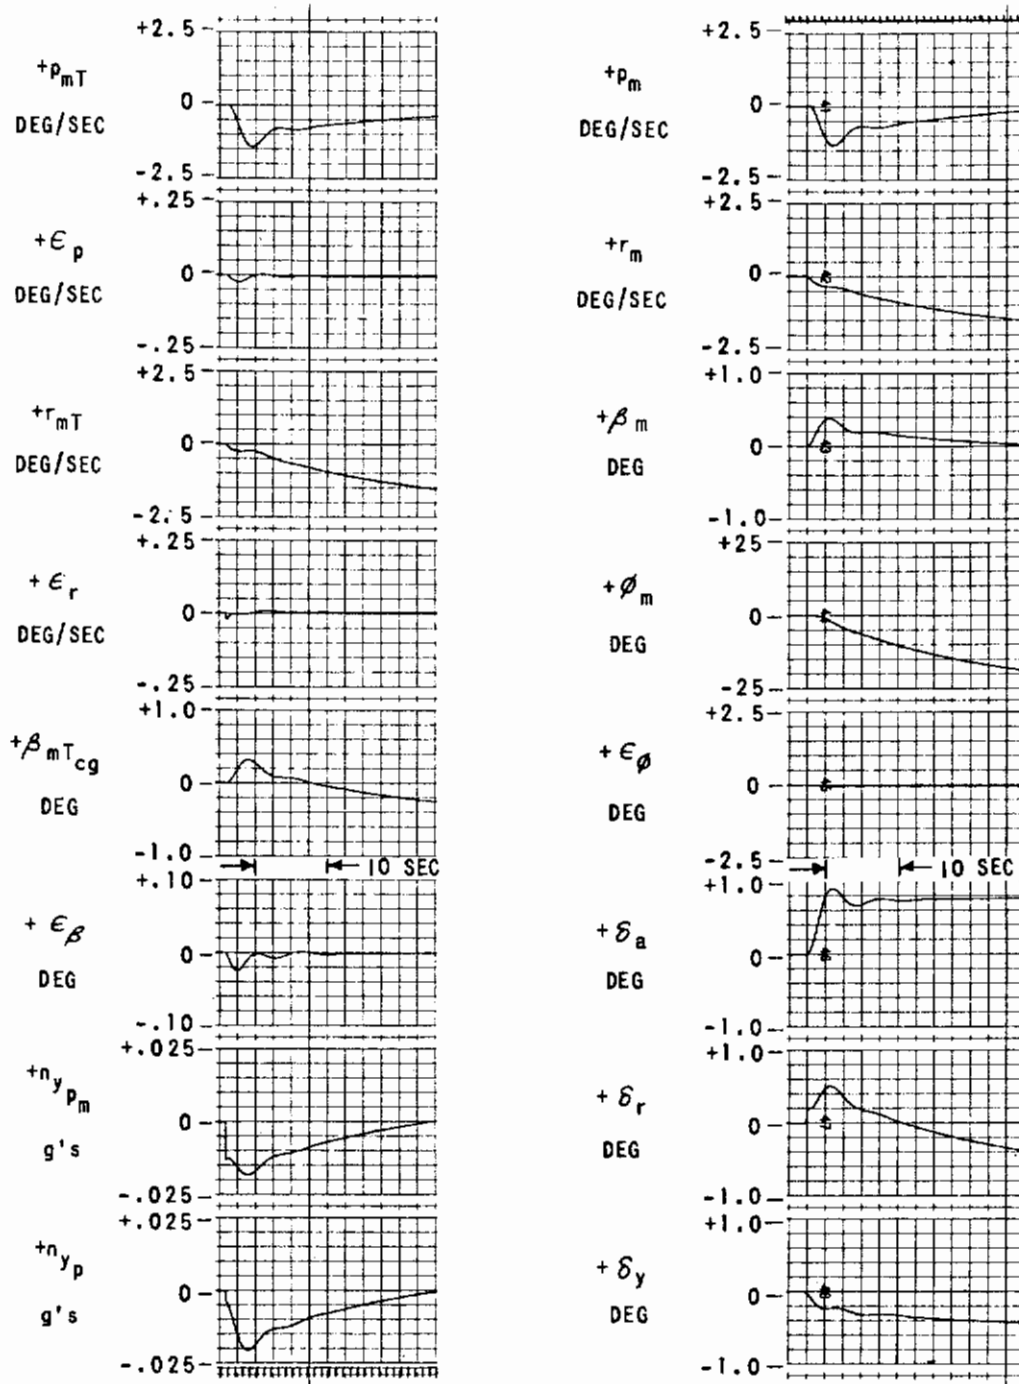 +2.5
+p_mT
0
DEG/SEC
-2.5
+.25
+ϵ_p
0
DEG/SEC
-.25
+2.5
+r_mT
0
DEG/SEC
-2.5
+.25
+ϵ_r
0
DEG/SEC
-.25
+1.0
+β_mT_cg
0
DEG
-1.0
10 SEC
+.10
+ϵ_β
0
DEG
-.10
+.025
+n_y_p_m
0
g's
-.025
+.025
+n_y_p
0
g's
-.025
+2.5
+p_m
0
DEG/SEC
-2.5
+2.5
+r_m
0
DEG/SEC
-2.5
+1.0
+β_m
0
DEG
-1.0
+25
+ø_m
0
DEG
-25
+2.5
+ϵ_ø
0
DEG
-2.5
10 SEC
+1.0
+δ_a
0
DEG
-1.0
+1.0
+δ_r
0
DEG
-1.0
+1.0
+δ_y
0
DEG
-1.0